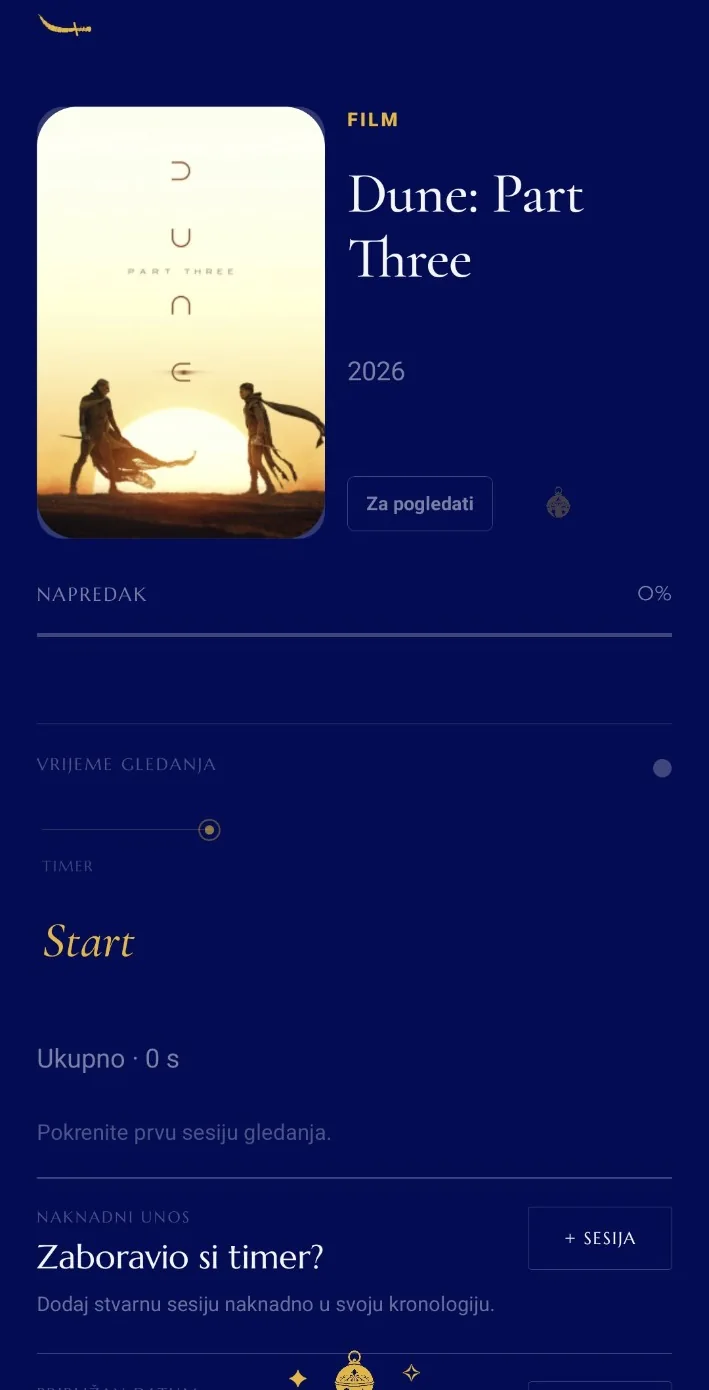 DUNE
PART THREE
FILM
Dune: Part
Three
2026
Za pogledati
NAPREDAK
0%
VRIJEME GLEDANJA
TIMER
Start
Ukupno · 0 s
Pokrenite prvu sesiju gledanja.
NAKNADNI UNOS
Zaboravio si timer?
+ SESIJA
Dodaj stvarnu sesiju naknadno u svoju kronologiju.